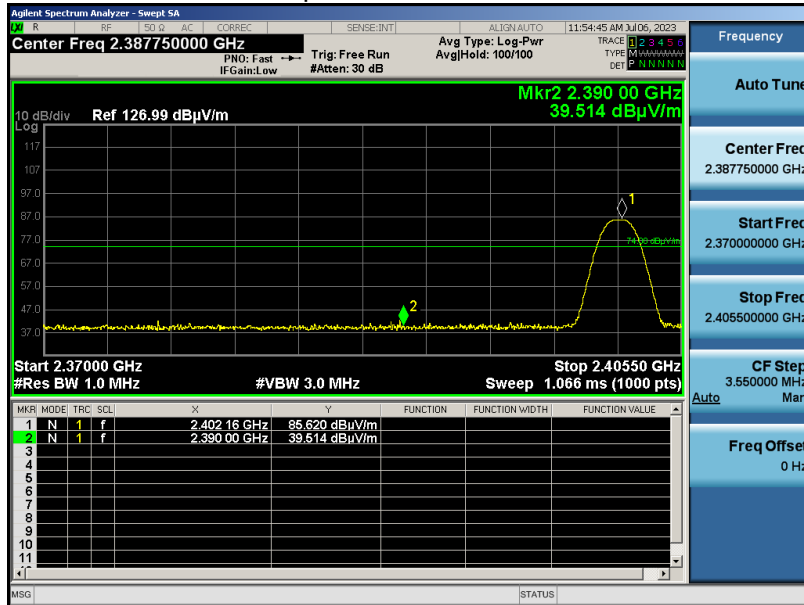 Agilent Spectrum Analyzer - Swept SA
LXI R RF 50 Ω AC CORREC SENSE:INT ALIGN AUTO 11:54:45 AM Jul 06, 2023
Center Freq 2.387750000 GHz
PNO: Fast Trig: Free Run
IFGain:Low #Atten: 30 dB
Avg Type: Log-Pwr
Avg|Hold: 100/100
TRACE 1 2 3 4 5 6
TYPE M
DET P N N N N N
Mkr2 2.390 00 GHz
39.514 dBµV/m
10 dB/div Ref 126.99 dBµV/m
Log
117
107
97.0
87.0
77.0
67.0
57.0
47.0
37.0
1
74.00 dBµV/m
2
Start 2.37000 GHz Stop 2.40550 GHz
#Res BW 1.0 MHz #VBW 3.0 MHz Sweep 1.066 ms (1000 pts)
MKR MODE TRC SCL X Y FUNCTION FUNCTION WIDTH FUNCTION VALUE
1 N 1 f 2.402 16 GHz 85.620 dBµV/m
2 N 1 f 2.390 00 GHz 39.514 dBµV/m
3
4
5
6
7
8
9
10
11
MSG STATUS
Frequency
Auto Tune
Center Freq
2.387750000 GHz
Start Freq
2.370000000 GHz
Stop Freq
2.405500000 GHz
CF Step
3.550000 MHz
Auto Man
Freq Offset
0 Hz